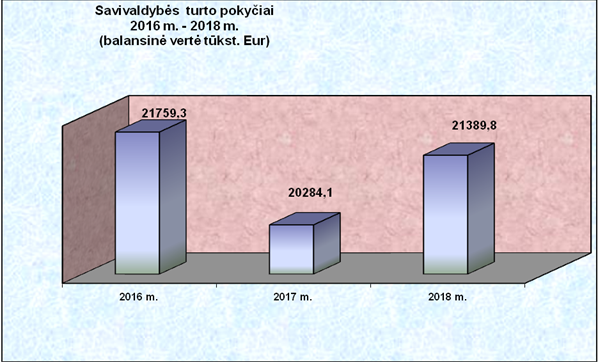 Savivaldybės turto pokyčiai
2016 m. - 2018 m.
(balansinė vertė tūkst. Eur)
21759,3
20284,1
21389,8
2016 m.
2017 m.
2018 m.